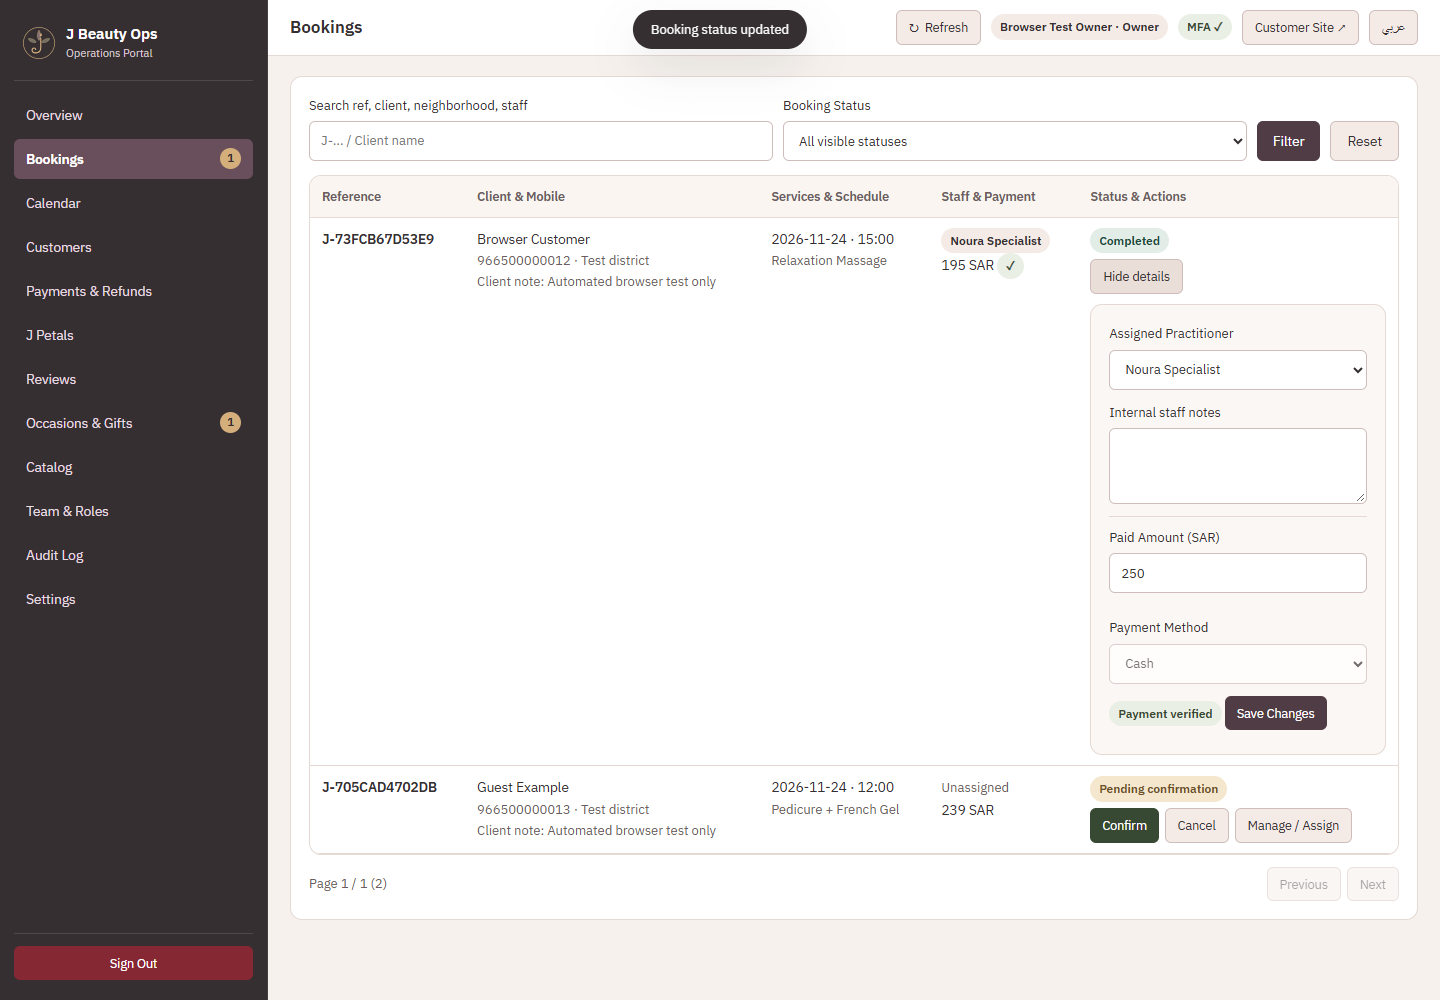 J Beauty Ops
Operations Portal
Overview
Bookings 1
Calendar
Customers
Payments & Refunds
J Petals
Reviews
Occasions & Gifts 1
Catalog
Team & Roles
Audit Log
Settings
Sign Out
Bookings
Booking status updated
↻ Refresh
Browser Test Owner · Owner
MFA ✓
Customer Site ↗
عربي
Search ref, client, neighborhood, staff
J-... / Client name
Booking Status
All visible statuses
Filter
Reset
Reference Client & Mobile Services & Schedule Staff & Payment Status & Actions
J-73FCB67D53E9
Browser Customer
966500000012 · Test district
Client note: Automated browser test only
2026-11-24 · 15:00
Relaxation Massage
Noura Specialist
195 SAR ✓
Completed
Hide details
Assigned Practitioner
Noura Specialist
Internal staff notes
Paid Amount (SAR)
250
Payment Method
Cash
Payment verified
Save Changes
J-705CAD4702DB
Guest Example
966500000013 · Test district
Client note: Automated browser test only
2026-11-24 · 12:00
Pedicure + French Gel
Unassigned
239 SAR
Pending confirmation
Confirm
Cancel
Manage / Assign
Page 1 / 1 (2)
Previous
Next